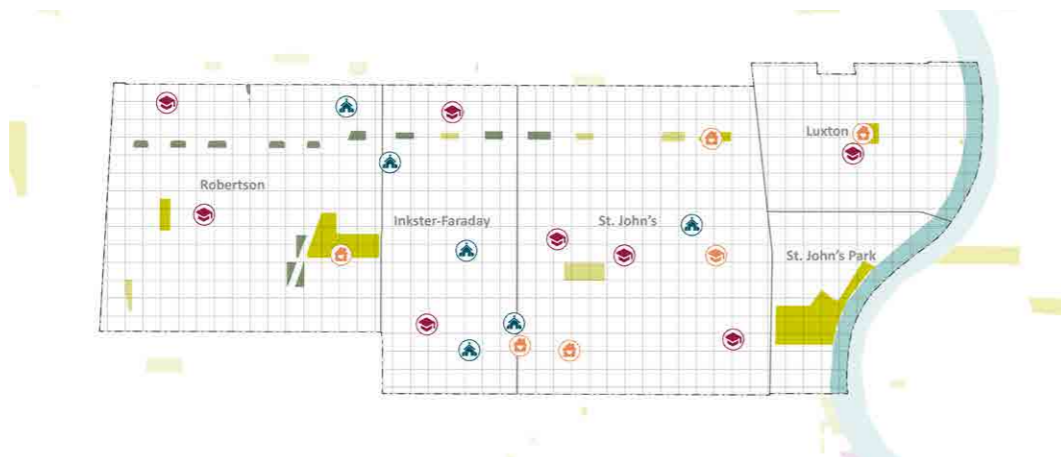 Luxton
Robertson
Inkster-Faraday
St. John's
St. John's Park